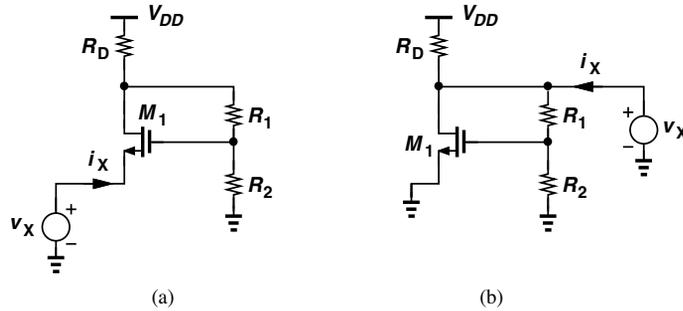 V_DD
R_D
M_1
R_1
i_X
R_2
v_X
+
−
(a)
V_DD
R_D
i_X
R_1
+
−
v_X
M_1
R_2
(b)